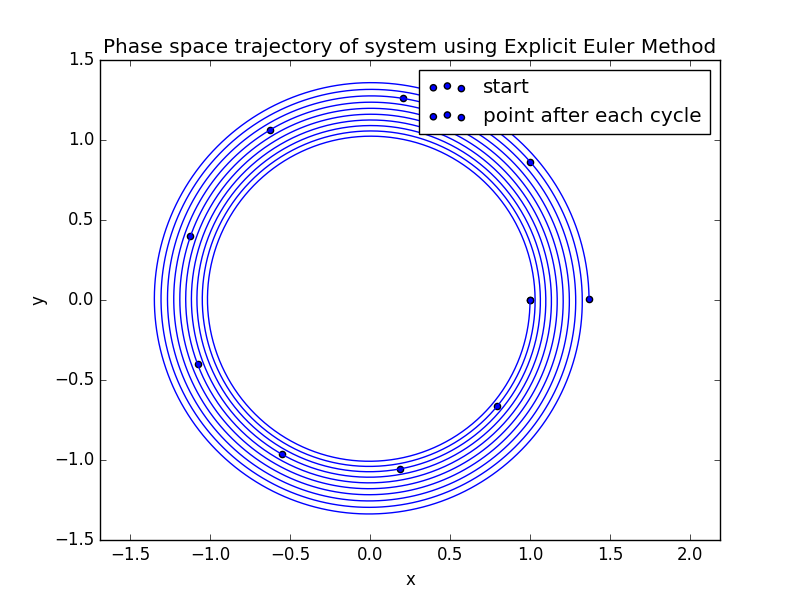 Phase space trajectory of system using Explicit Euler Method
start
point after each cycle
1.5
1.0
0.5
0.0
−0.5
−1.0
−1.5
y
−1.5 −1.0 −0.5 0.0 0.5 1.0 1.5 2.0
x